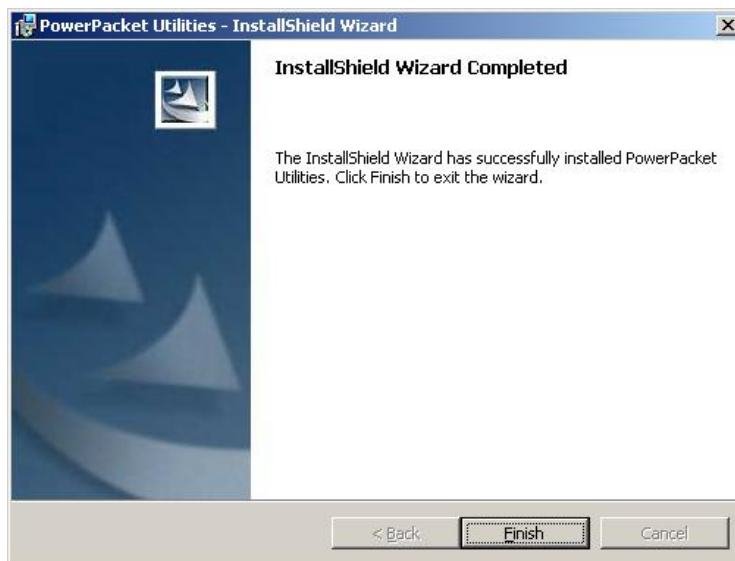 PowerPacket Utilities - InstallShield Wizard
InstallShield Wizard Completed
The InstallShield Wizard has successfully installed PowerPacket
Utilities. Click Finish to exit the wizard.
< Back Finish Cancel